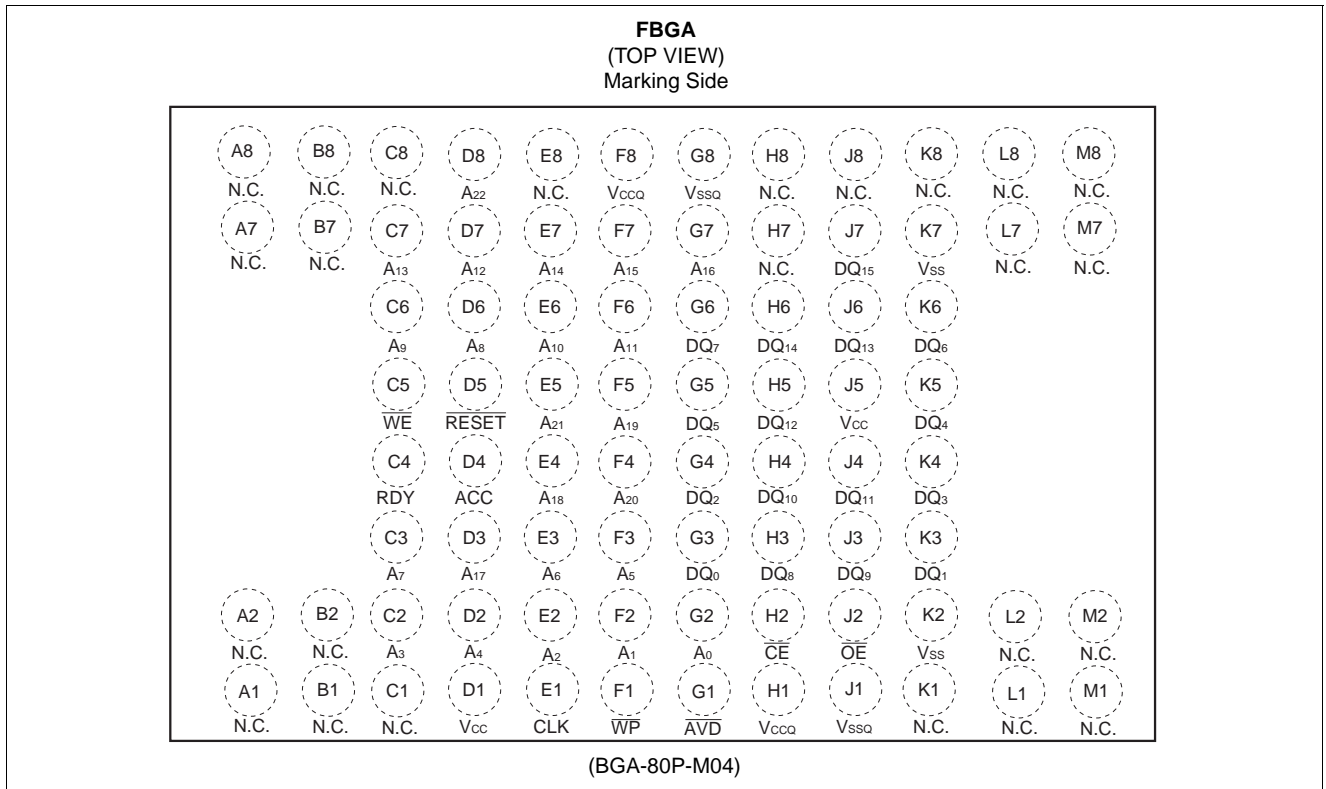 FBGA
(TOP VIEW)
Marking Side
A8 B8 C8 D8 E8 F8 G8 H8 J8 K8 L8 M8
N.C. N.C. N.C. A22 N.C. VCCQ VSSQ N.C. N.C. N.C. N.C. N.C.
A7 B7 C7 D7 E7 F7 G7 H7 J7 K7 L7 M7
N.C. N.C. A13 A12 A14 A15 A16 N.C. DQ15 VSS N.C. N.C.
C6 D6 E6 F6 G6 H6 J6 K6
A9 A8 A10 A11 DQ7 DQ14 DQ13 DQ6
C5 D5 E5 F5 G5 H5 J5 K5
WE RESET A21 A19 DQ5 DQ12 VCC DQ4
C4 D4 E4 F4 G4 H4 J4 K4
RDY ACC A18 A20 DQ2 DQ10 DQ11 DQ3
C3 D3 E3 F3 G3 H3 J3 K3
A7 A17 A6 A5 DQ0 DQ8 DQ9 DQ1
A2 B2 C2 D2 E2 F2 G2 H2 J2 K2 L2 M2
N.C. N.C. A3 A4 A2 A1 A0 CE OE VSS N.C. N.C.
A1 B1 C1 D1 E1 F1 G1 H1 J1 K1 L1 M1
N.C. N.C. N.C. VCC CLK WP AVD VCCQ VSSQ N.C. N.C. N.C.
(BGA-80P-M04)